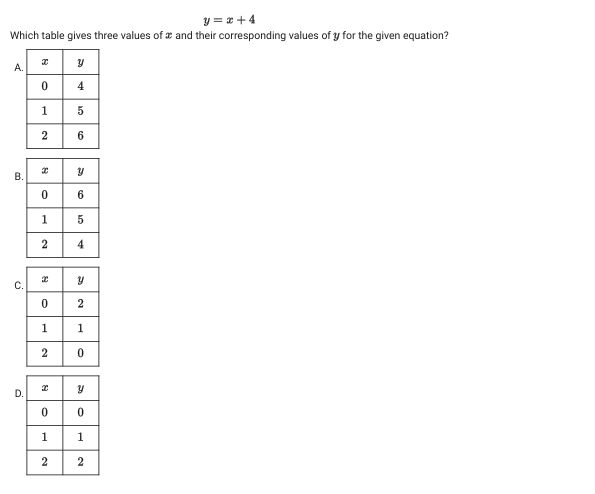 y = x + 4
Which table gives three values of x and their corresponding values of y for the given equation?
A.
x y
0 4
1 5
2 6
B.
x y
0 6
1 5
2 4
C.
x y
0 2
1 1
2 0
D.
x y
0 0
1 1
2 2